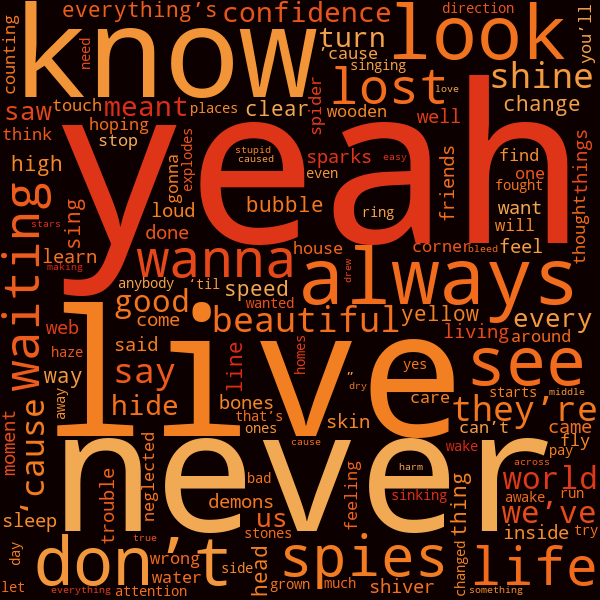 everything's
confidence
direction
you'll
counting
know
need
turn
'cause
singing
look
love
lost
shine
saw
touch
meant
places
clear
spider
wooden
well
change
think
hoping
stop
yeah
high
gonna
explodes
stupid
caused
sparks
even
easy
friends
find
one
fought
things
thought
waiting
sing
loud
bubble
ring
want
will
stars
learn
done
wanna
house
corner
bleed
feel
making
anybody
'til
speed
drew
always
good
come
wanted
beautiful
yellow
every
web
said
living
around
haze
line
homes
"
yes
see
way
say
live
dry
starts
middle
away
hide
bones
skin
care
they're
that's
ones
can't
came
moment
'cause
neglected
never
cause
wake
fly
pay
bad
harm
across
trouble
demons
feeling
sinking
awake
run
world
sleep
us
stones
thing
we've
inside
try
day
true
don't
wrong
side
head
spies
changed
life
water
let
everything
attention
grown
much
shiver
something